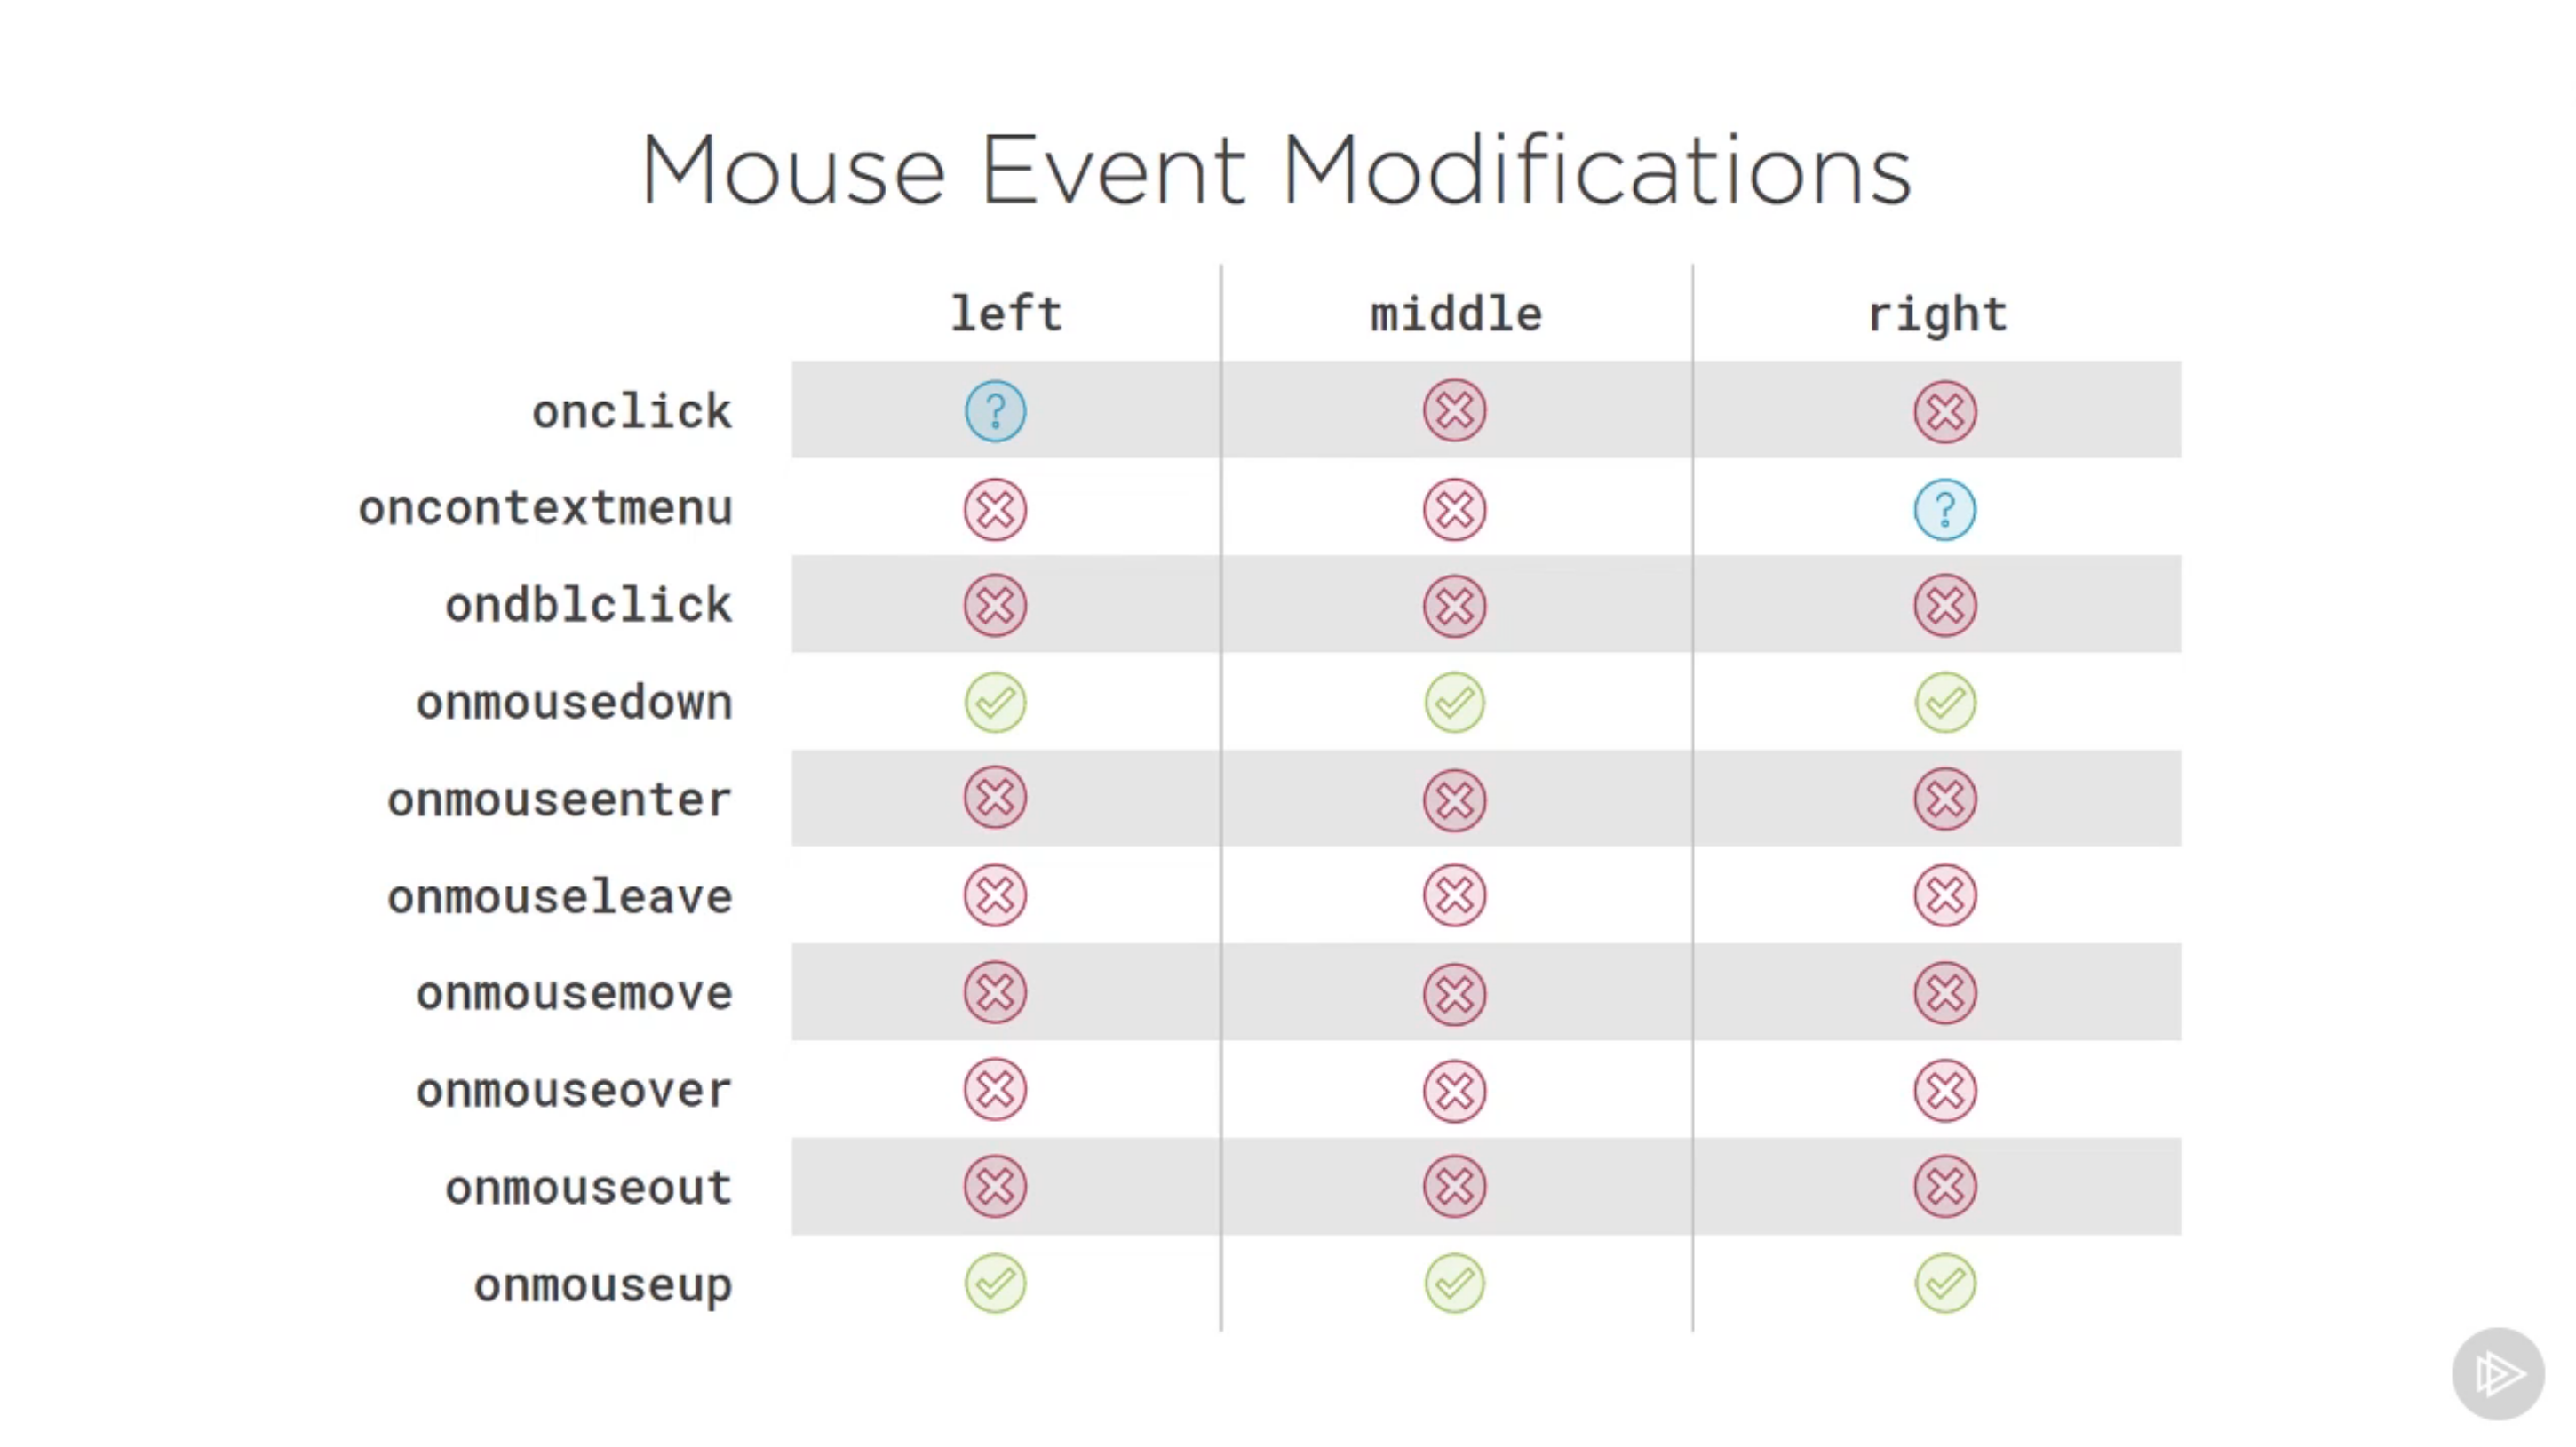 Mouse Event Modifications
left middle right
onclick
oncontextmenu
ondblclick
onmousedown
onmouseenter
onmouseleave
onmousemove
onmouseover
onmouseout
onmouseup